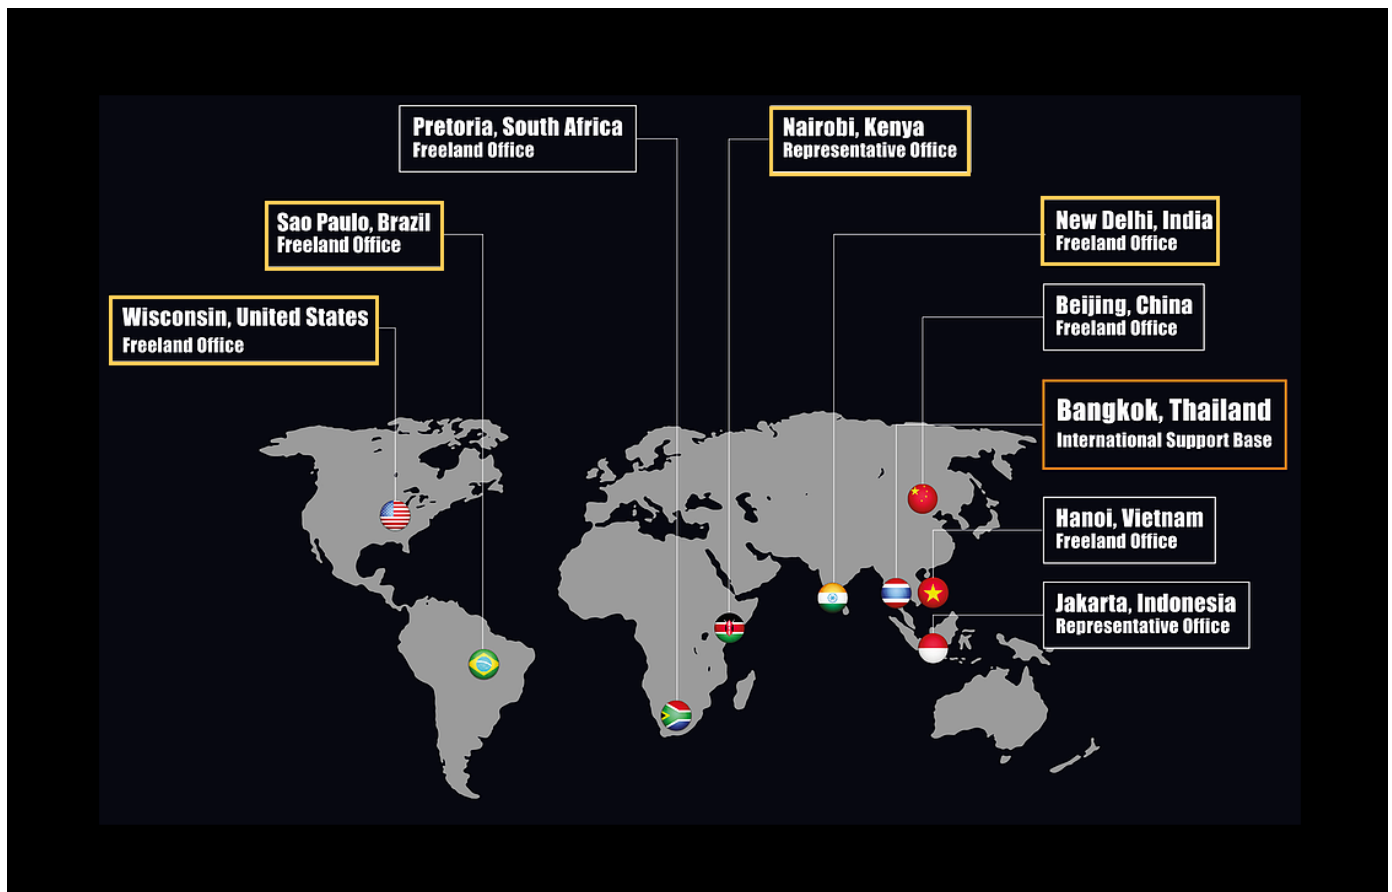 Pretoria, South Africa
Freeland Office
Nairobi, Kenya
Representative Office
Sao Paulo, Brazil
Freeland Office
New Delhi, India
Freeland Office
Wisconsin, United States
Freeland Office
Beijing, China
Freeland Office
Bangkok, Thailand
International Support Base
Hanoi, Vietnam
Freeland Office
Jakarta, Indonesia
Representative Office